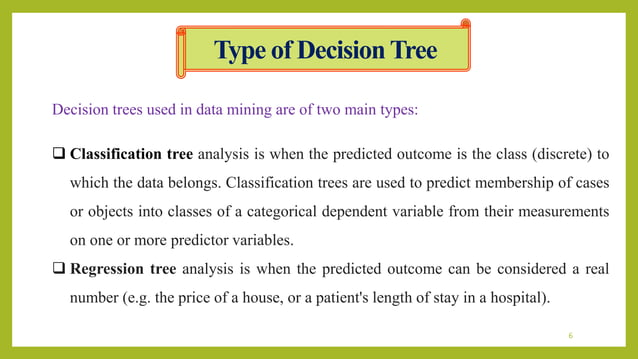 Type of Decision Tree
Decision trees used in data mining are of two main types:
❑ Classification tree analysis is when the predicted outcome is the class (discrete) to
which the data belongs. Classification trees are used to predict membership of cases
or objects into classes of a categorical dependent variable from their measurements
on one or more predictor variables.
❑ Regression tree analysis is when the predicted outcome can be considered a real
number (e.g. the price of a house, or a patient's length of stay in a hospital).
6